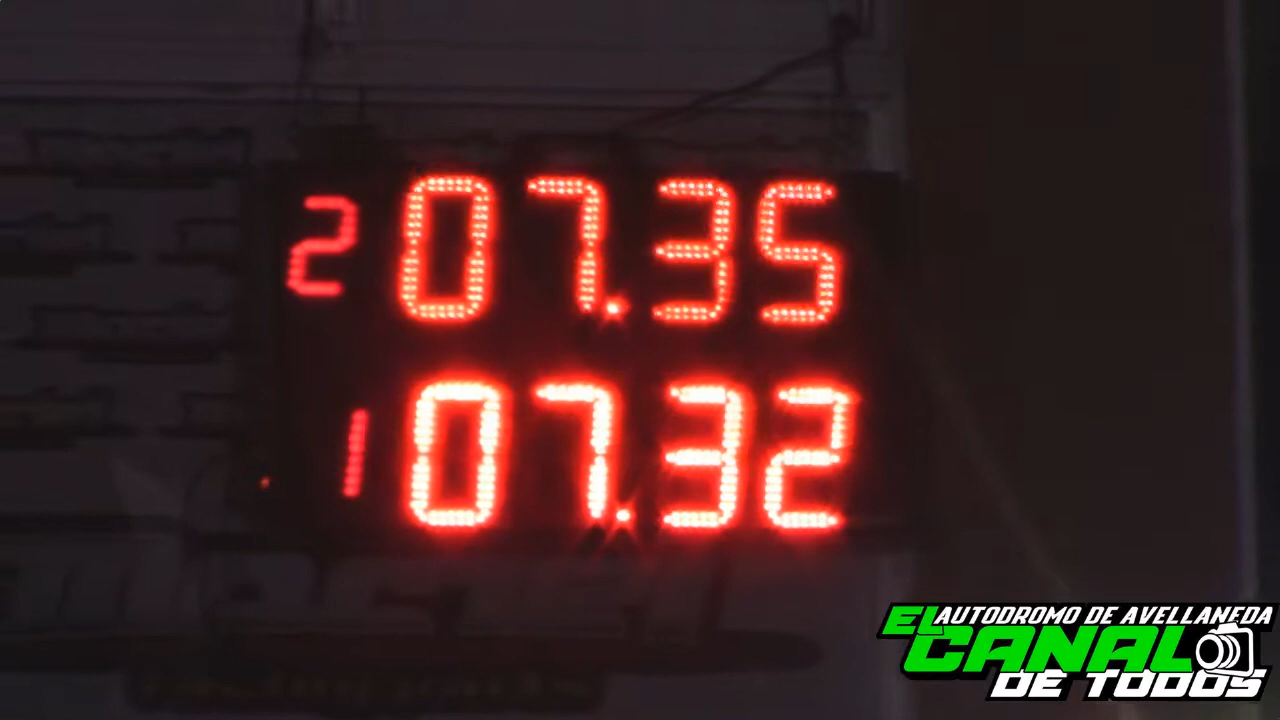 2 07.35
1 07.32
AUTODROMO DE AVELLANEDA
EL CANAL
DE TODOS